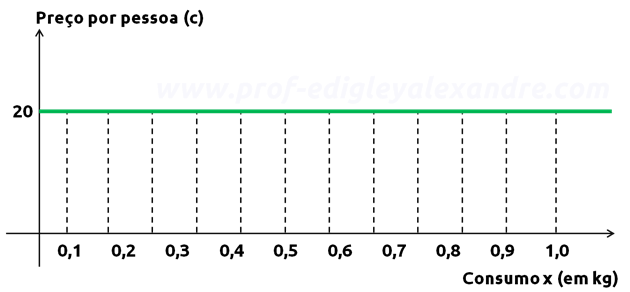 Preço por pessoa (c)
www.prof-edigleyalexandre.com
20
0,1 0,2 0,3 0,4 0,5 0,6 0,7 0,8 0,9 1,0
Consumo x (em kg)